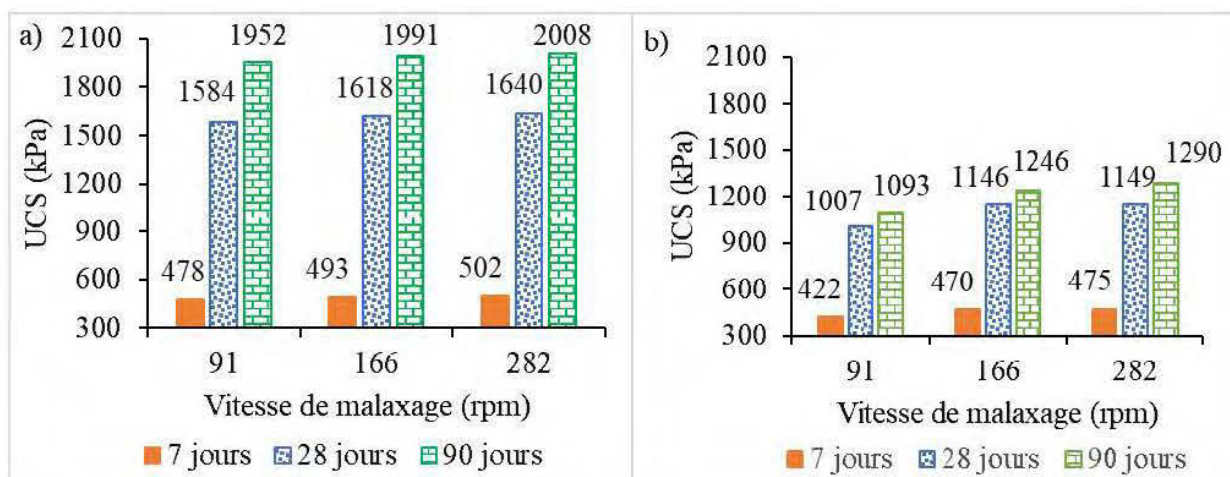 a)
2100
1800
1500
1200
900
600
300
UCS (kPa)
1952
1991
2008
1584
1618
1640
478
493
502
91 166 282
Vitesse de malaxage (rpm)
7 jours 28 jours 90 jours
b)
2100
1800
1500
1200
900
600
300
UCS (kPa)
1007 1093
1146 1246
1149 1290
422
470
475
91 166 282
Vitesse de malaxage (rpm)
7 jours 28 jours 90 jours